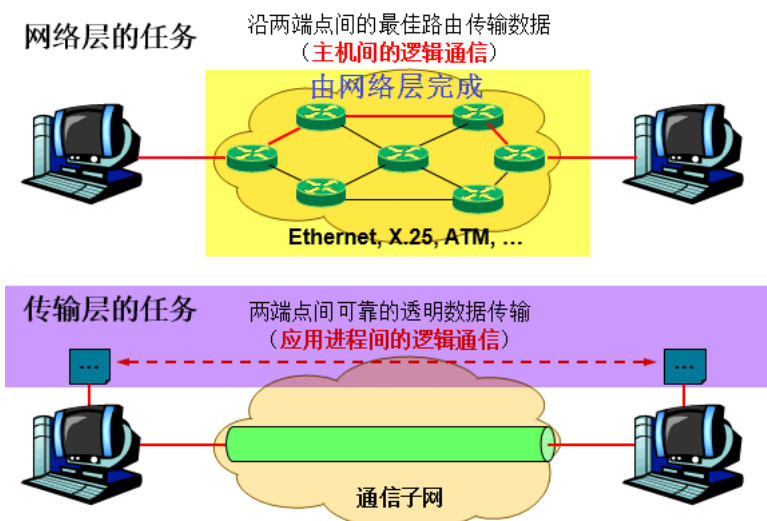 网络层的任务
沿两端点间的最佳路由传输数据
（主机间的逻辑通信）
由网络层完成
Ethernet, X.25, ATM, …
传输层的任务
两端点间可靠的透明数据传输
（应用进程间的逻辑通信）
…
…
通信子网